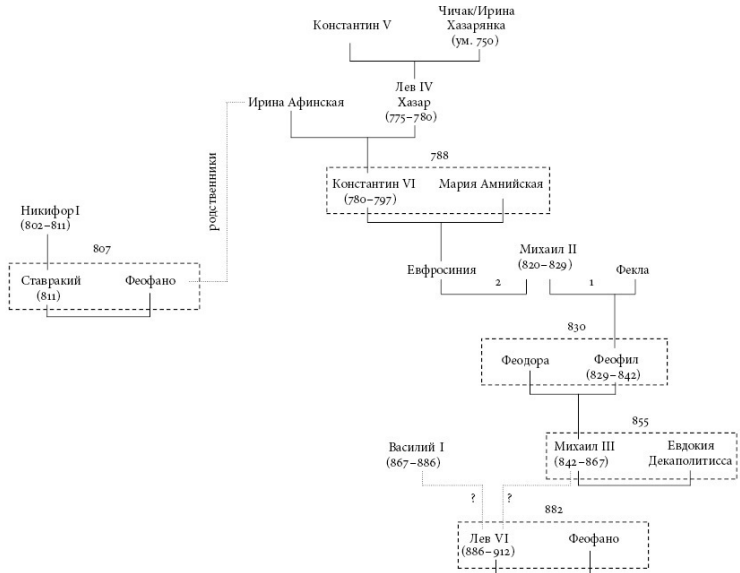 Константин V
Чичак/Ирина
Хазарянка
(ум. 750)
Ирина Афинская
Лев IV
Хазар
(775–780)
родственники
788
Константин VI
(780–797)
Мария Амнийская
Никифор I
(802–811)
807
Ставракий
(811)
Феофано
Евфросиния
2
Михаил II
(820–829)
1
Фекла
830
Феодора
Феофил
(829–842)
855
Василий I
(867–886)
Михаил III
(842–867)
Евдокия
Декаполитисса
?
?
882
Лев VI
(886–912)
Феофано